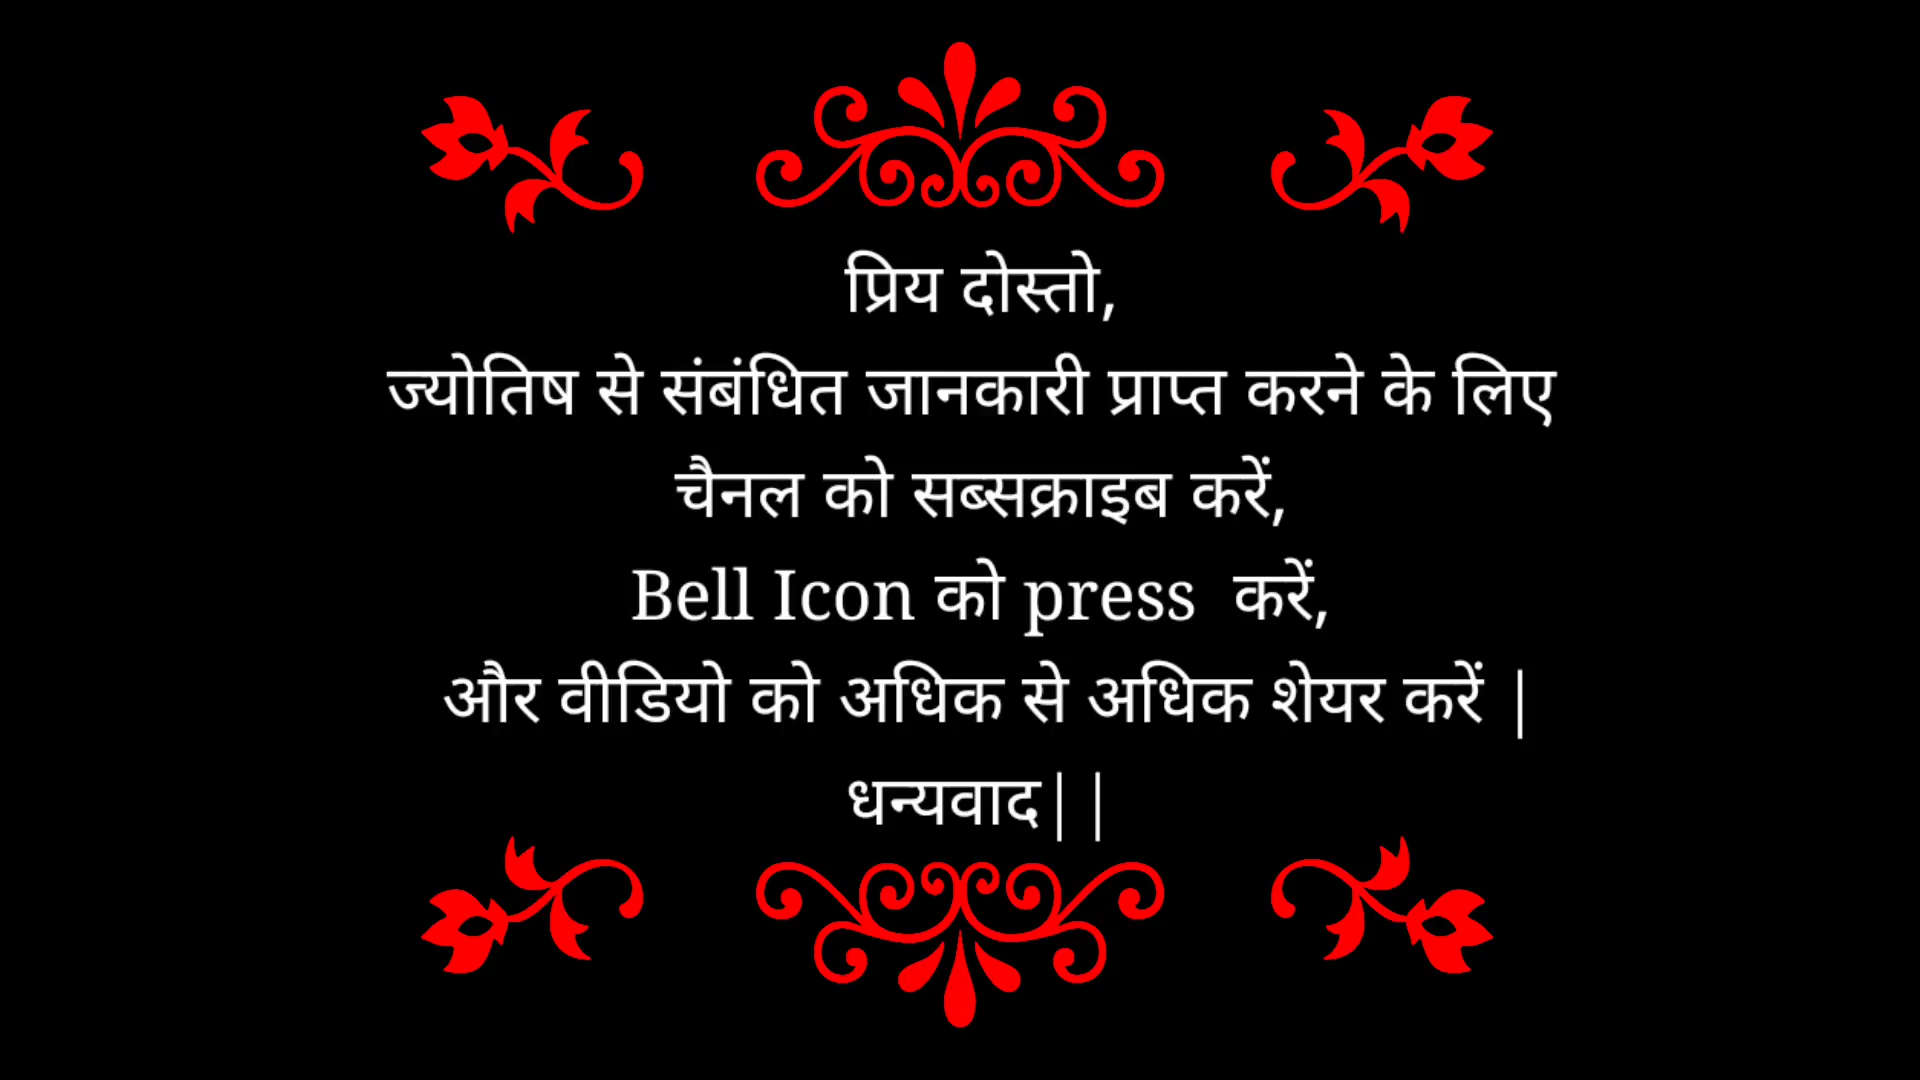 प्रिय दोस्तो,
ज्योतिष से संबंधित जानकारी प्राप्त करने के लिए
चैनल को सब्सक्राइब करें,
Bell Icon को press  करें,
और वीडियो को अधिक से अधिक शेयर करें |
धन्यवाद||